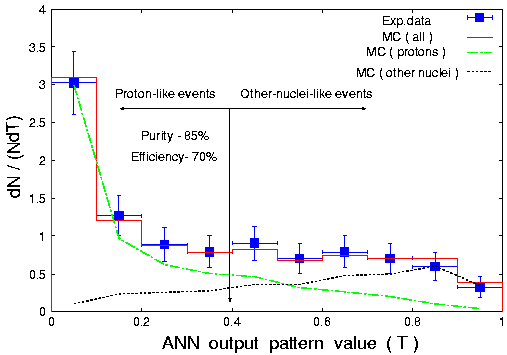 4
3.5
3
2.5
2
1.5
1
0.5
0
dN / (NdT)
Exp.data
MC ( all )
MC ( protons )
MC ( other nuclei )
Proton-like events
Other-nuclei-like events
Purity - 85%
Efficiency- 70%
0 0.2 0.4 0.6 0.8 1
ANN output pattern value ( T )